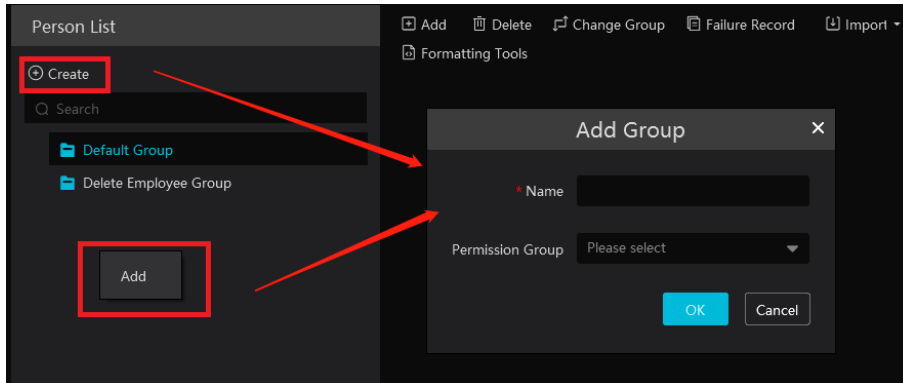 Person List
Create
Search
Default Group
Delete Employee Group
Add
Add Delete Change Group Failure Record Import
Formatting Tools
Add Group
* Name
Permission Group Please select
OK Cancel